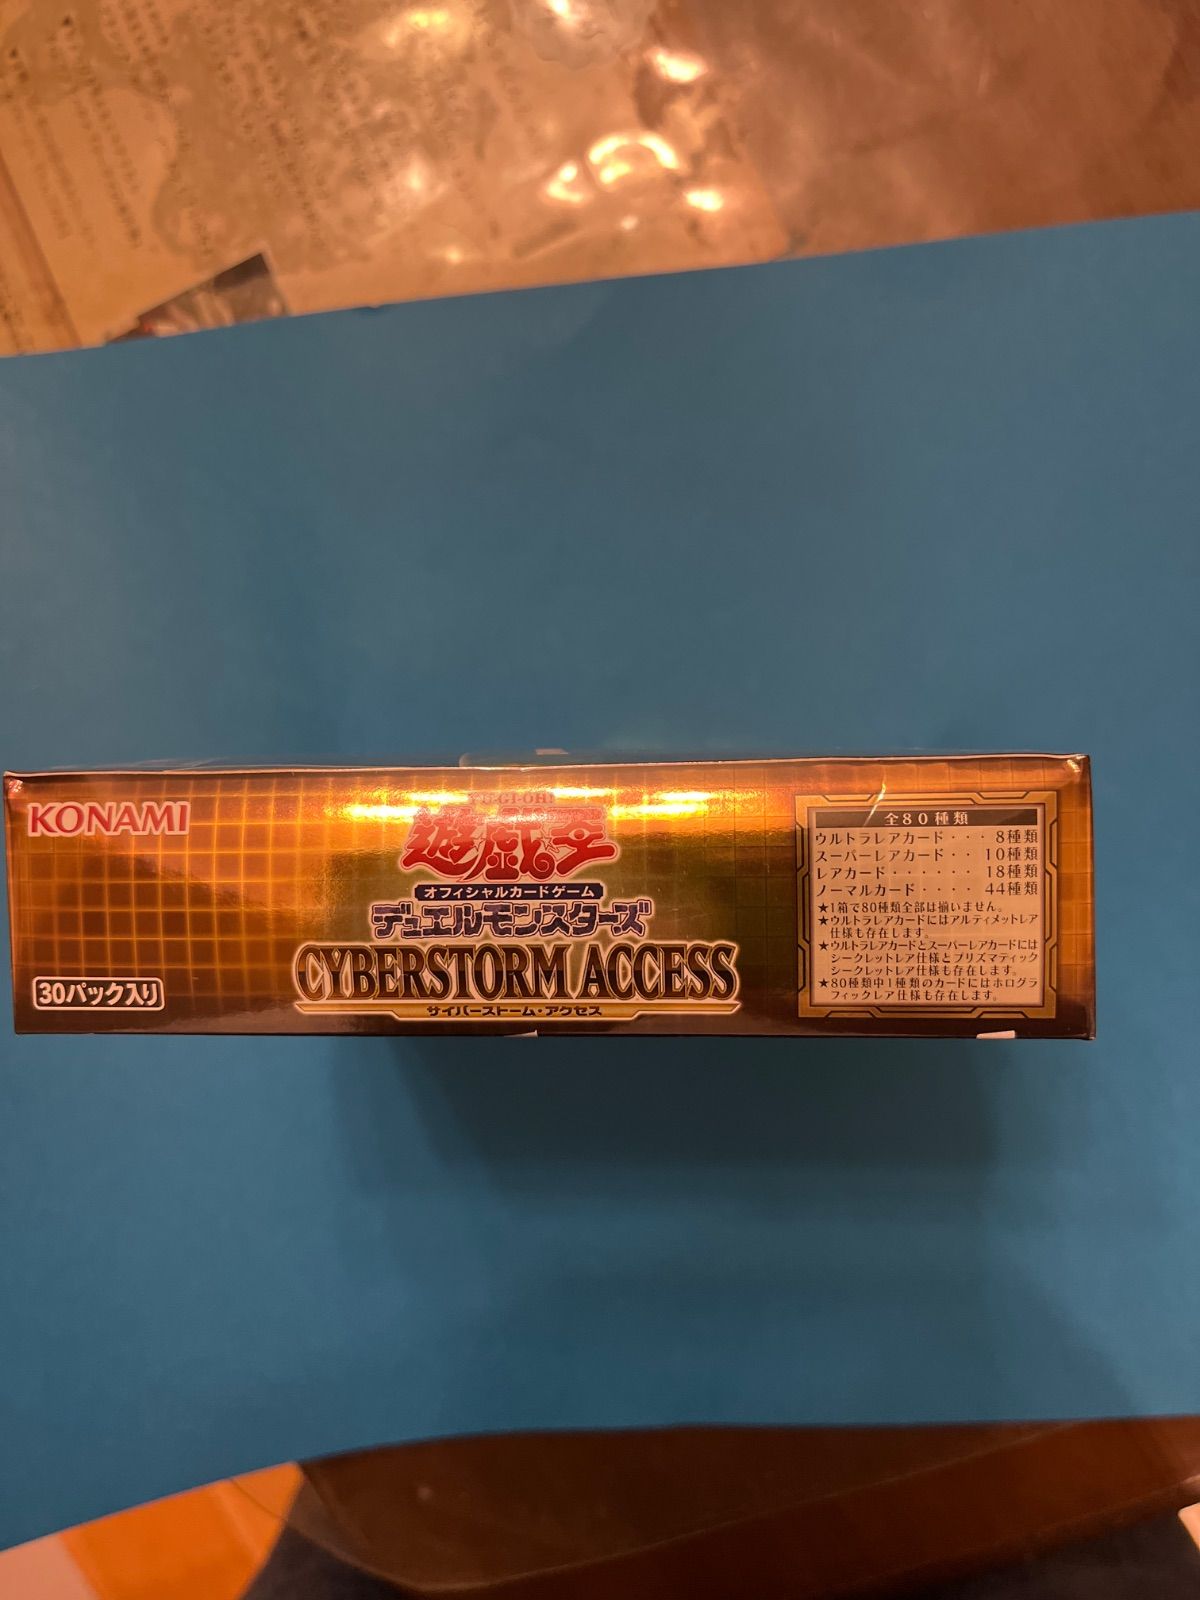 KONAMI
YU-GI-OH!
遊戯王
オフィシャルカードゲーム
デュエルモンスターズ
CYBERSTORM ACCESS
サイバーストーム・アクセス
30パック入り
全80種類
ウルトラレアカード・・・8種類
スーパーレアカード・・10種類
レアカード・・・・・・18種類
ノーマルカード・・・・44種類
★1箱で80種類全部は揃いません。
★ウルトラレアカードにはアルティメットレア
仕様も存在します。
★ウルトラレアカードとスーパーレアカードには
シークレットレア仕様とプリズマティック
シークレットレア仕様も存在します。
★80種類中1種類のカードにはホログラ
フィックレア仕様も存在します。